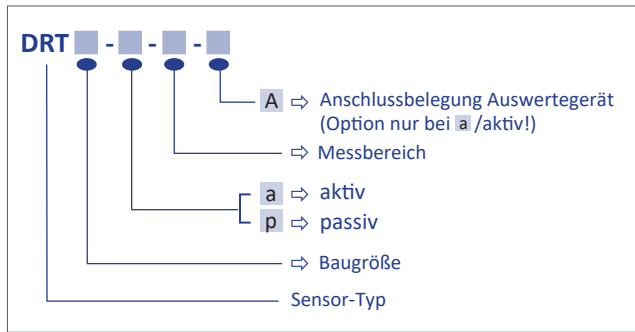 DRT - - -
A ⇨ Anschlussbelegung Auswertegerät
(Option nur bei a /aktiv!)
⇨ Messbereich
a ⇨ aktiv
p ⇨ passiv
⇨ Baugröße
Sensor-Typ